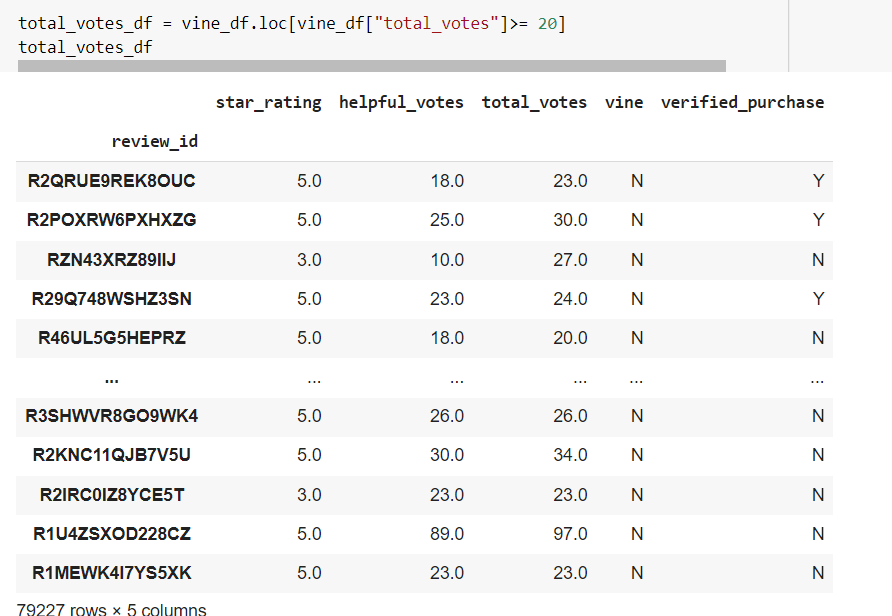 total_votes_df = vine_df.loc[vine_df["total_votes"]>= 20]
total_votes_df
star_rating helpful_votes total_votes vine verified_purchase
review_id
R2QRUE9REK8OUC 5.0 18.0 23.0 N Y
R2POXRW6PXHXZG 5.0 25.0 30.0 N Y
RZN43XRZ89IIJ 3.0 10.0 27.0 N N
R29Q748WSHZ3SN 5.0 23.0 24.0 N Y
R46UL5G5HEPRZ 5.0 18.0 20.0 N N
... ... ... ... ... ...
R3SHWVR8GO9WK4 5.0 26.0 26.0 N N
R2KNC11QJB7V5U 5.0 30.0 34.0 N N
R2IRC0IZ8YCE5T 3.0 23.0 23.0 N N
R1U4ZSXOD228CZ 5.0 89.0 97.0 N N
R1MEWK4I7YS5XK 5.0 23.0 23.0 N N
79227 rows × 5 columns